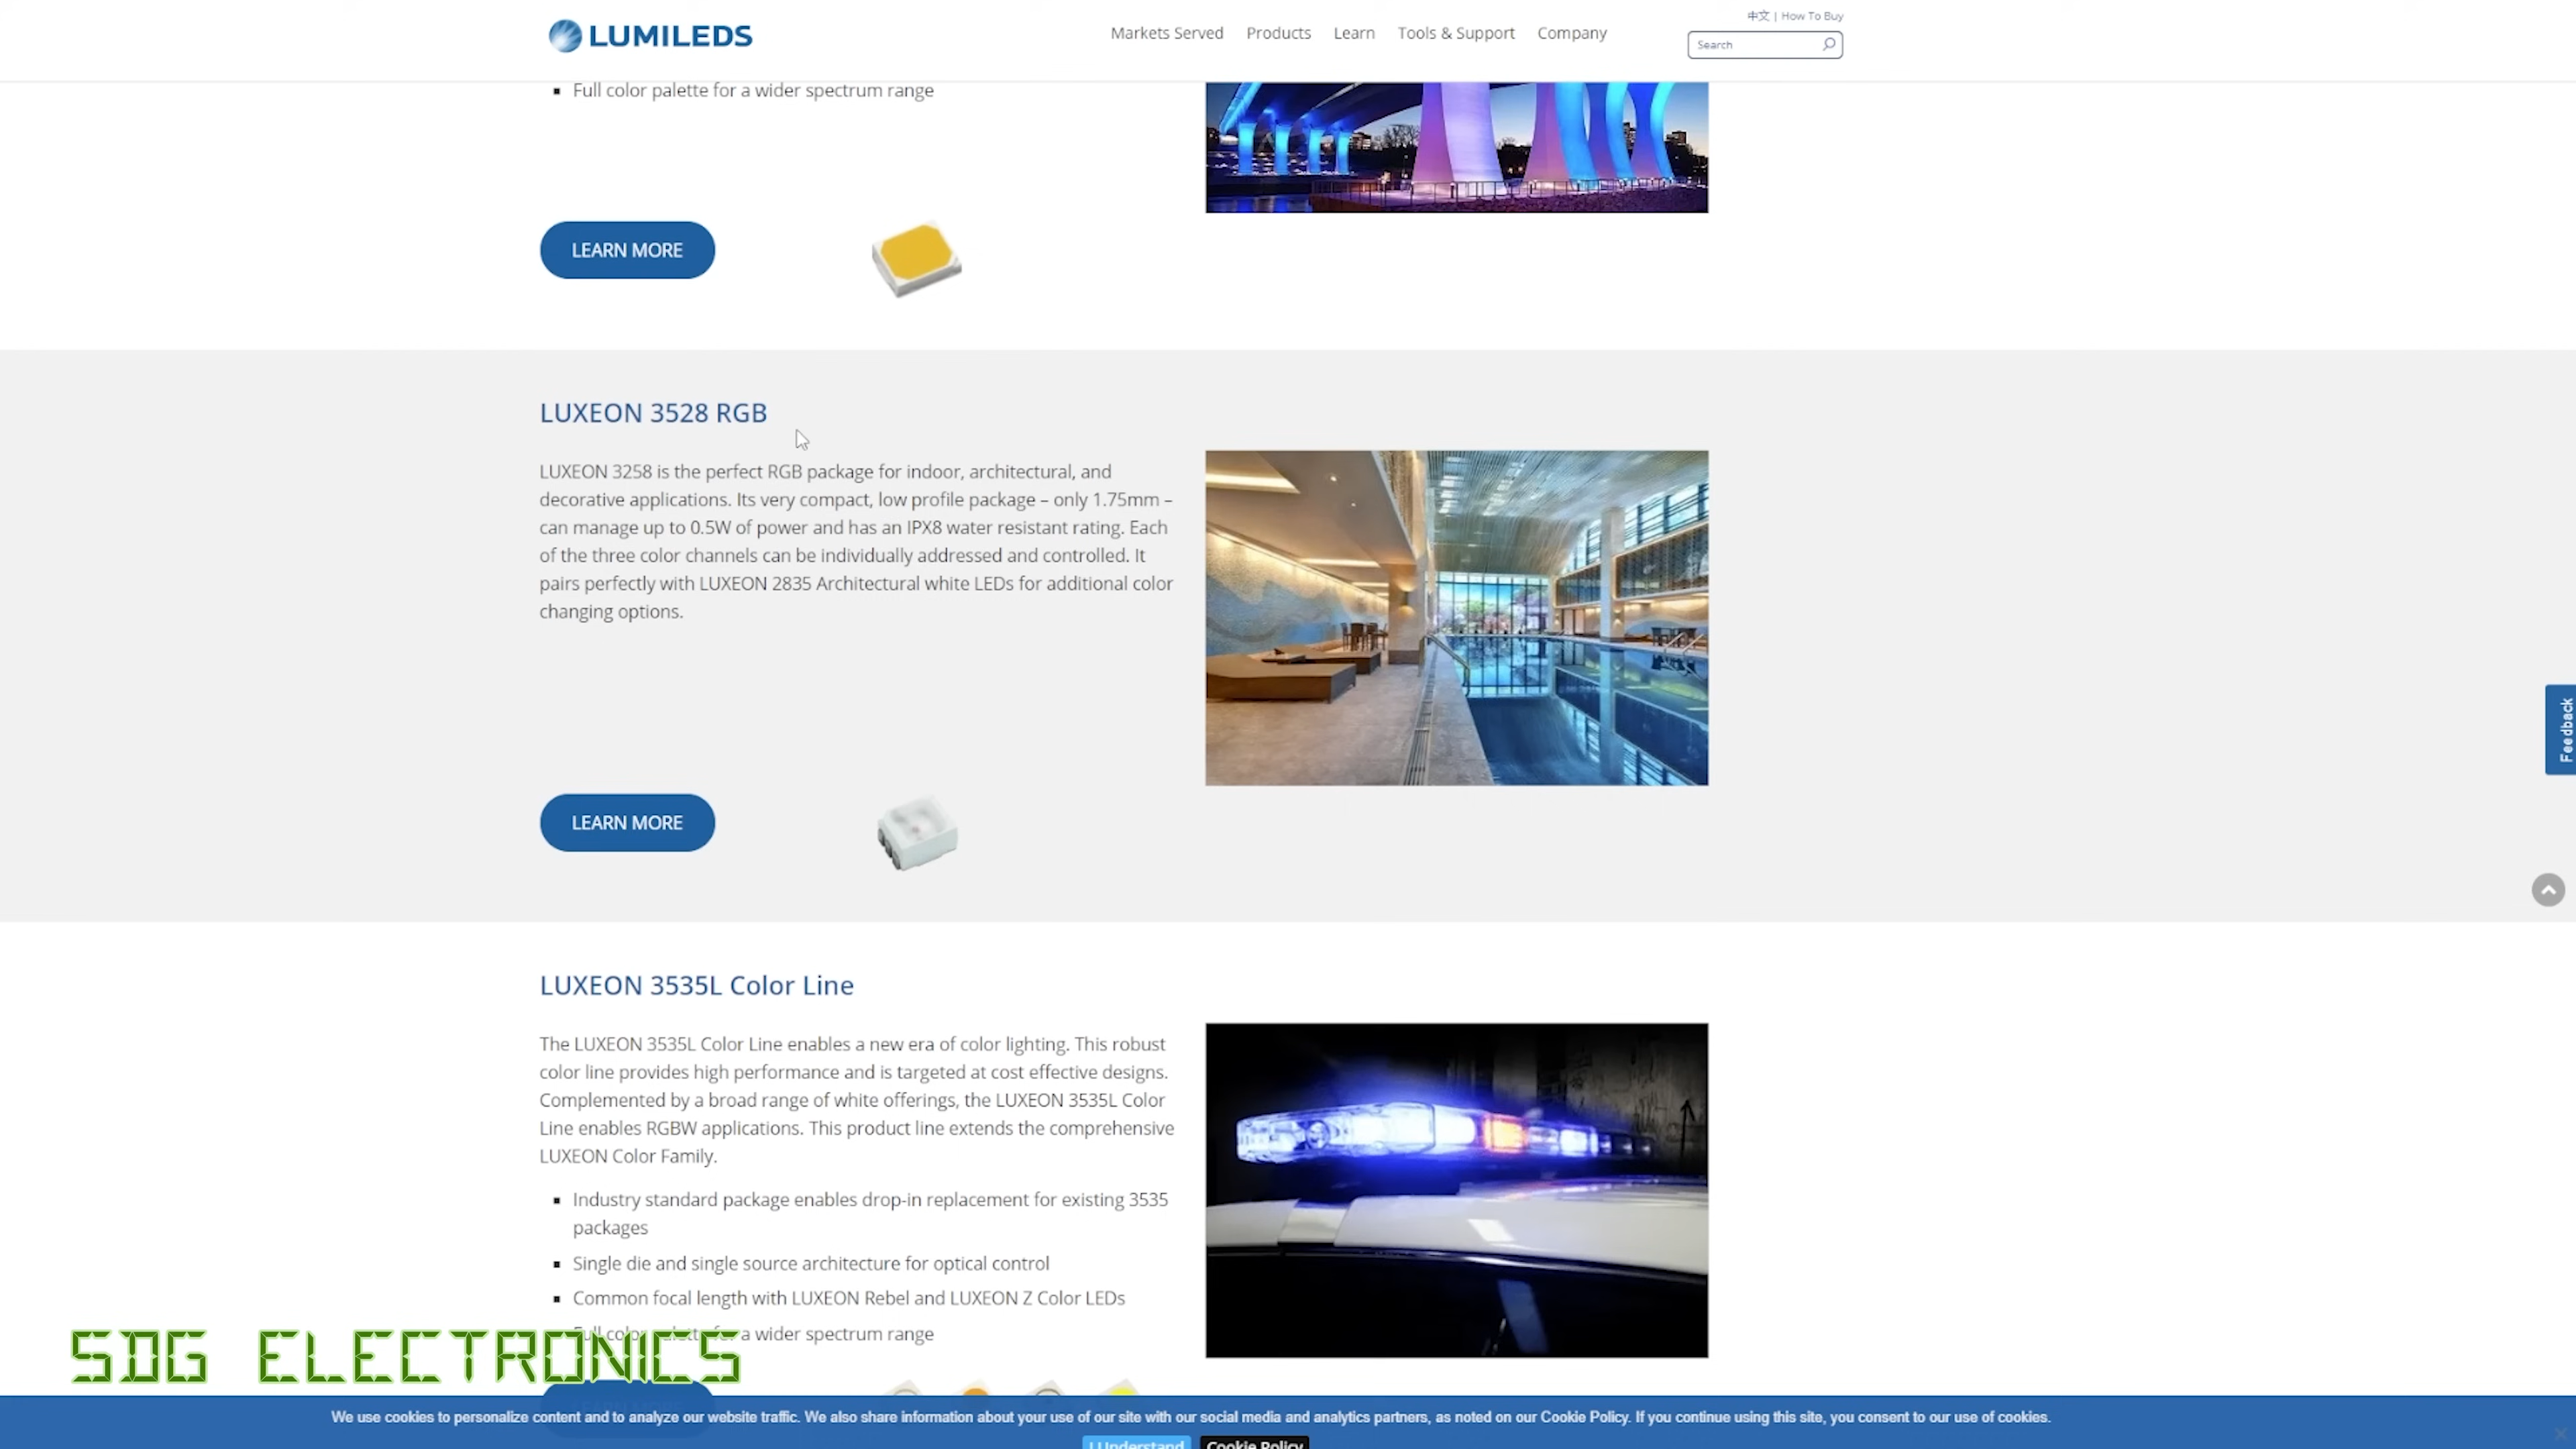 LUMILEDS
Markets Served
Products
Learn
Tools & Support
Company
中文 | How To Buy
Search
Full color palette for a wider spectrum range
LEARN MORE
LUXEON 3528 RGB
LUXEON 3258 is the perfect RGB package for indoor, architectural, and
decorative applications. Its very compact, low profile package – only 1.75mm –
can manage up to 0.5W of power and has an IPX8 water resistant rating. Each
of the three color channels can be individually addressed and controlled. It
pairs perfectly with LUXEON 2835 Architectural white LEDs for additional color
changing options.
LEARN MORE
Feedback
LUXEON 3535L Color Line
The LUXEON 3535L Color Line enables a new era of color lighting. This robust
color line provides high performance and is targeted at cost effective designs.
Complemented by a broad range of white offerings, the LUXEON 3535L Color
Line enables RGBW applications. This product line extends the comprehensive
LUXEON Color Family.
Industry standard package enables drop-in replacement for existing 3535
packages
Single die and single source architecture for optical control
Common focal length with LUXEON Rebel and LUXEON Z Color LEDs
Full color palette for a wider spectrum range
SDG ELECTRONICS
We use cookies to personalize content and to analyze our website traffic. We also share information about your use of our site with our social media and analytics partners, as noted on our Cookie Policy. If you continue using this site, you consent to our use of cookies.
I Understand
Cookie Policy